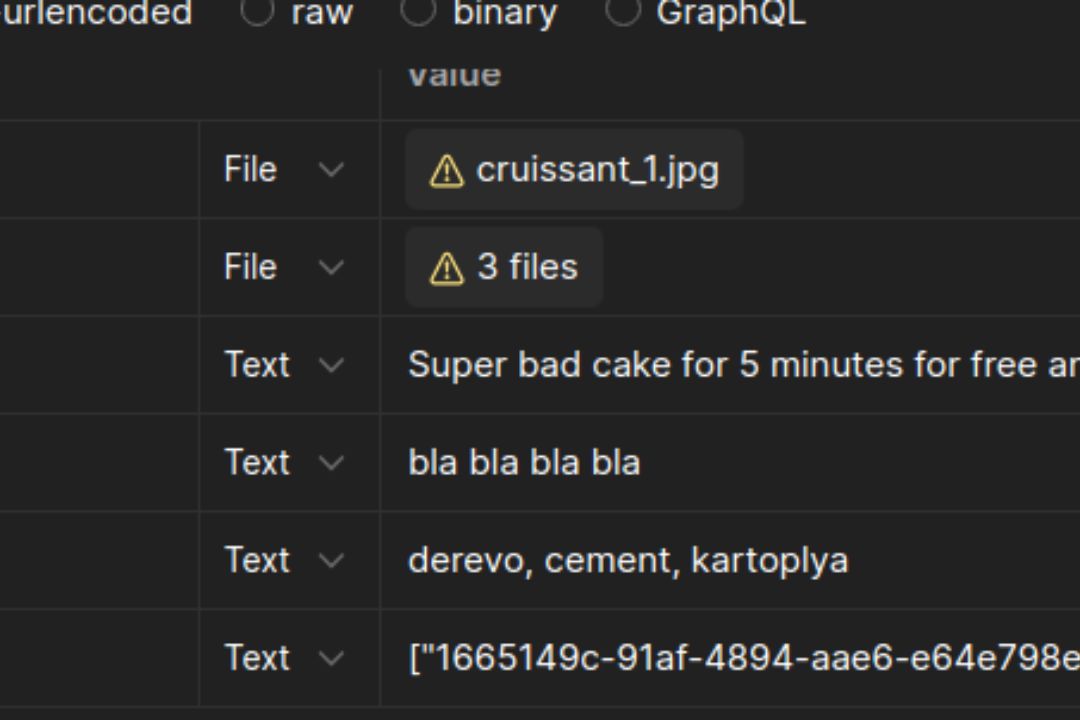 -urlencoded raw binary GraphQL
Value
File cruissant_1.jpg
File 3 files
Text Super bad cake for 5 minutes for free
Text bla bla bla bla
Text derevo, cement, kartoplya
Text ["1665149c-91af-4894-aae6-e64e798e